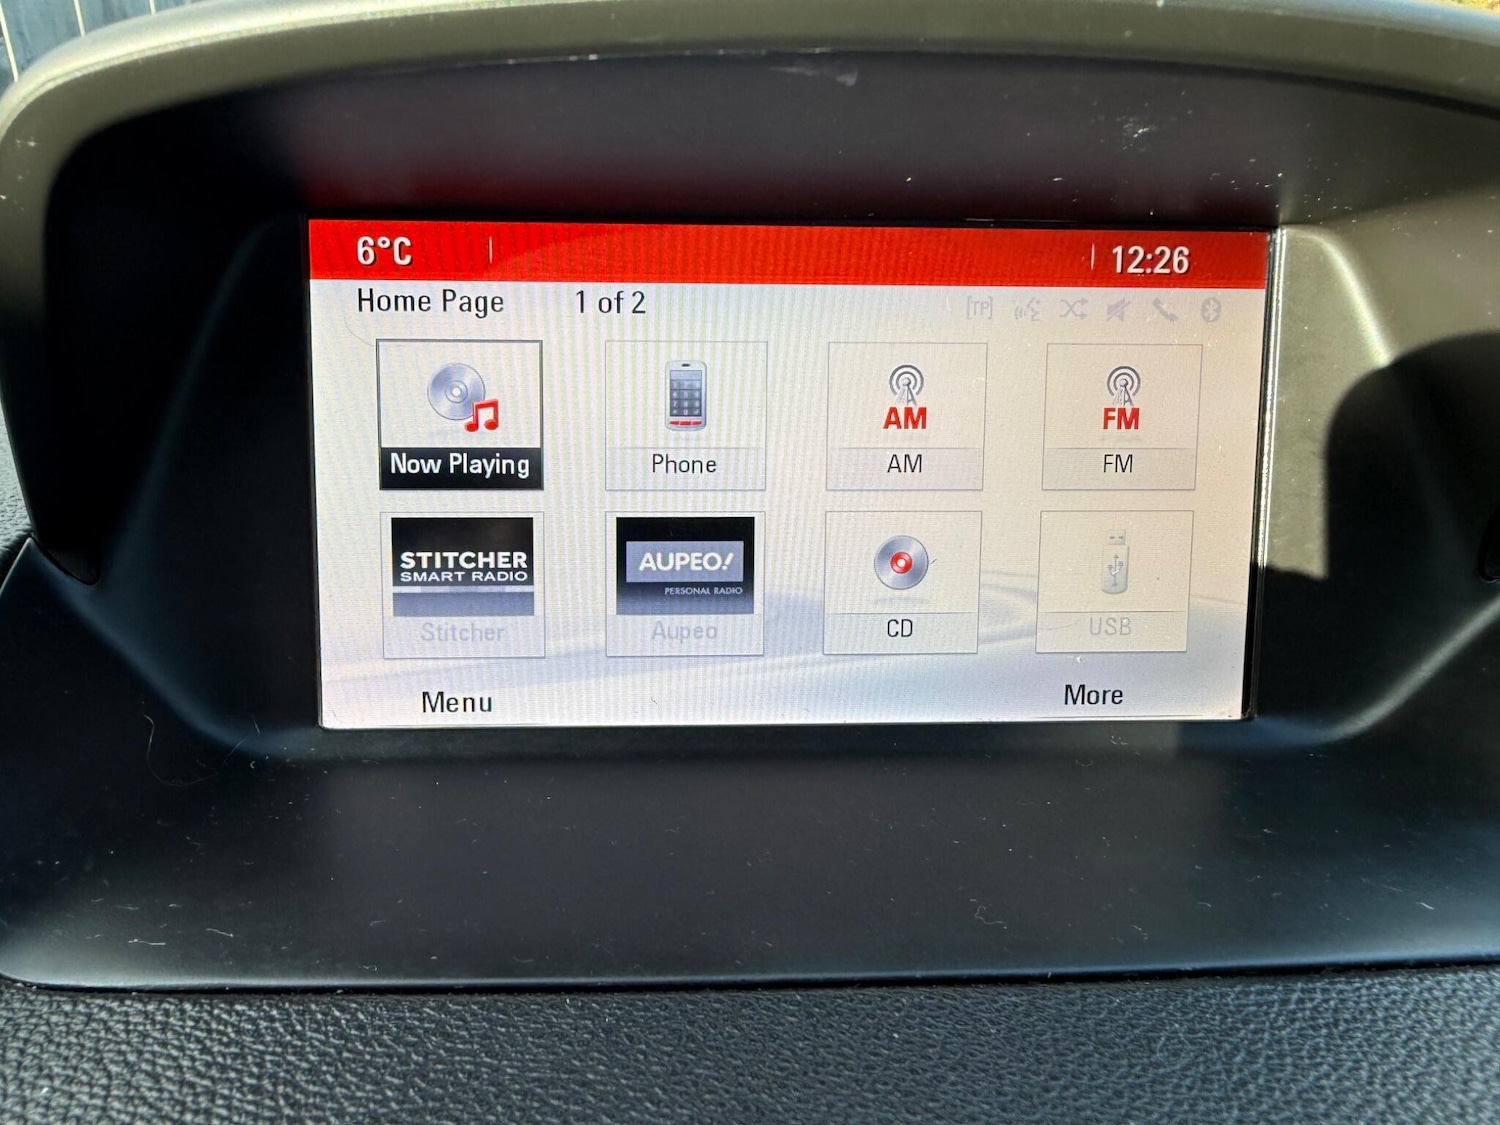 6°C
12:26
Home Page 1 of 2
[TP]
AM
FM
Now Playing
Phone
AM
FM
STITCHER
SMART RADIO
AUPEO!
PERSONAL RADIO
Stitcher
Aupeo
CD
USB
Menu
More